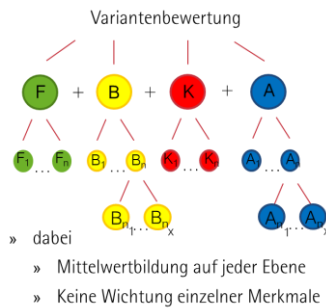 Variantenbewertung
F + B + K + A
F1 ... Fn B1 ... Bn K1 ... Kn A1 ... An
Bn1 ... Bnx An1 ... Anx
» dabei
» Mittelwertbildung auf jeder Ebene
» Keine Wichtung einzelner Merkmale